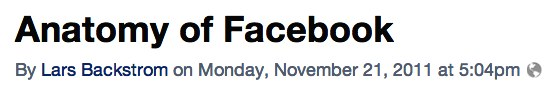 Anatomy of Facebook
By Lars Backstrom on Monday, November 21, 2011 at 5:04pm